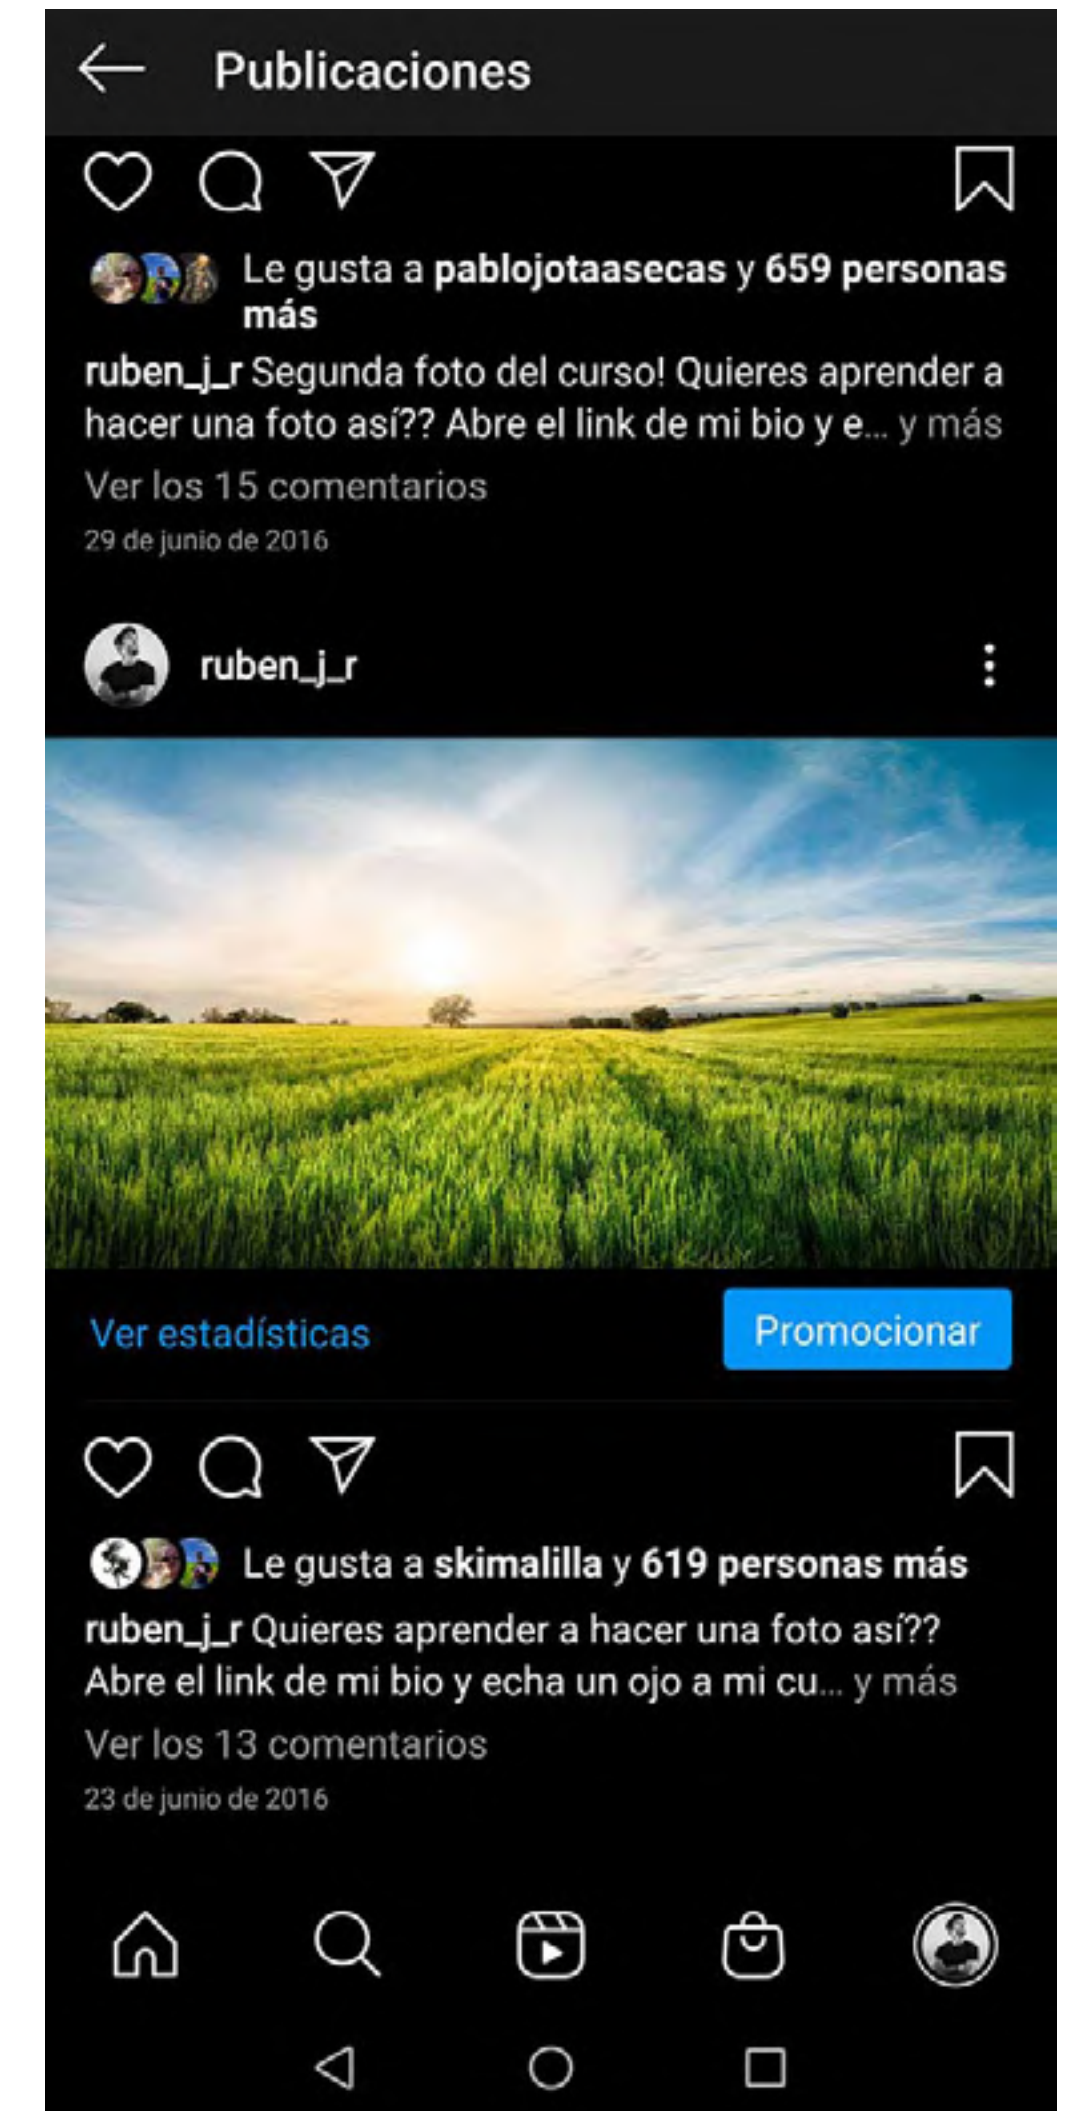 Publicaciones
Le gusta a pablojotaasecas y 659 personas
más
ruben_j_r Segunda foto del curso! Quieres aprender a
hacer una foto así?? Abre el link de mi bio y e... y más
Ver los 15 comentarios
29 de junio de 2016
ruben_j_r
Ver estadísticas
Promocionar
Le gusta a skimalilla y 619 personas más
ruben_j_r Quieres aprender a hacer una foto así??
Abre el link de mi bio y echa un ojo a mi cu... y más
Ver los 13 comentarios
23 de junio de 2016